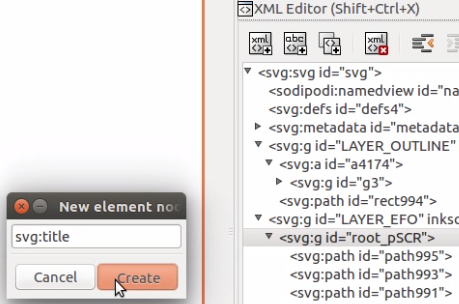 XML Editor (Shift+Ctrl+X)
xml
abc
xml
<svg:svg id="svg">
<sodipodi:namedview id="na
<svg:defs id="defs4">
<svg:metadata id="metadata
<svg:g id="LAYER_OUTLINE"
<svg:a id="a4174">
<svg:g id="g3">
<svg:path id="rect994">
<svg:g id="LAYER_EFO" inksc
<svg:g id="root_pSCR">
<svg:path id="path995">
<svg:path id="path993">
<svg:path id="path991">
New element nod
svg:title
Cancel
Create